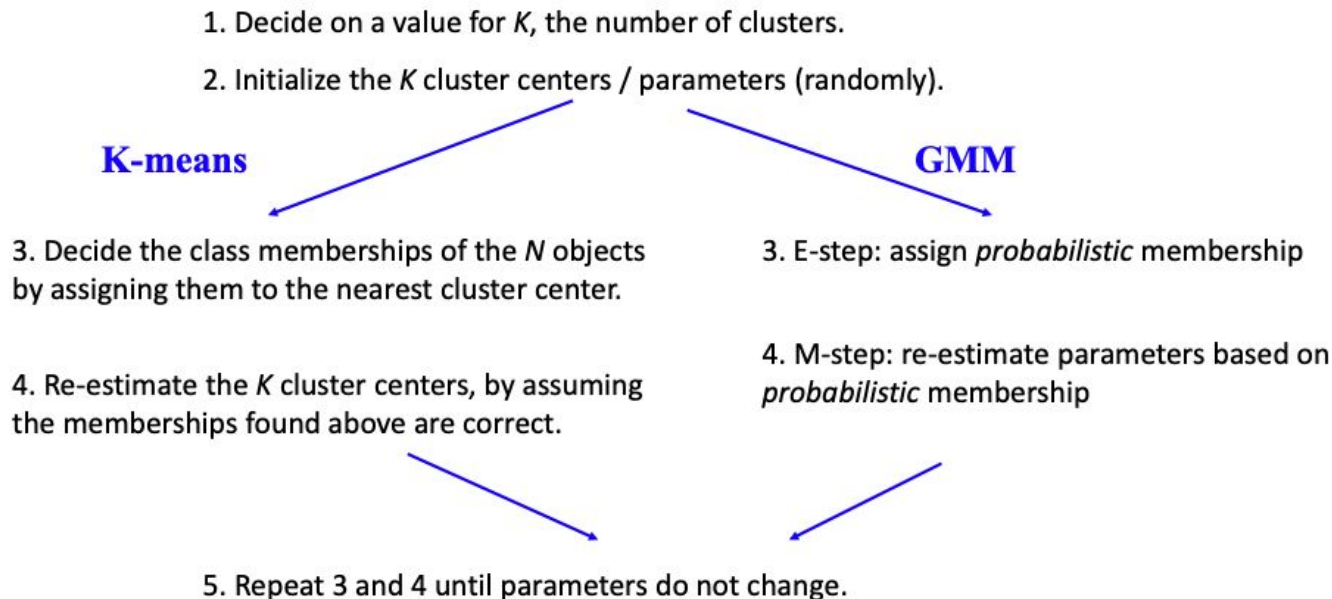 1. Decide on a value for K, the number of clusters.
2. Initialize the K cluster centers / parameters (randomly).
K-means
GMM
3. Decide the class memberships of the N objects
by assigning them to the nearest cluster center.
3. E-step: assign probabilistic membership
4. Re-estimate the K cluster centers, by assuming
the memberships found above are correct.
4. M-step: re-estimate parameters based on
probabilistic membership
5. Repeat 3 and 4 until parameters do not change.